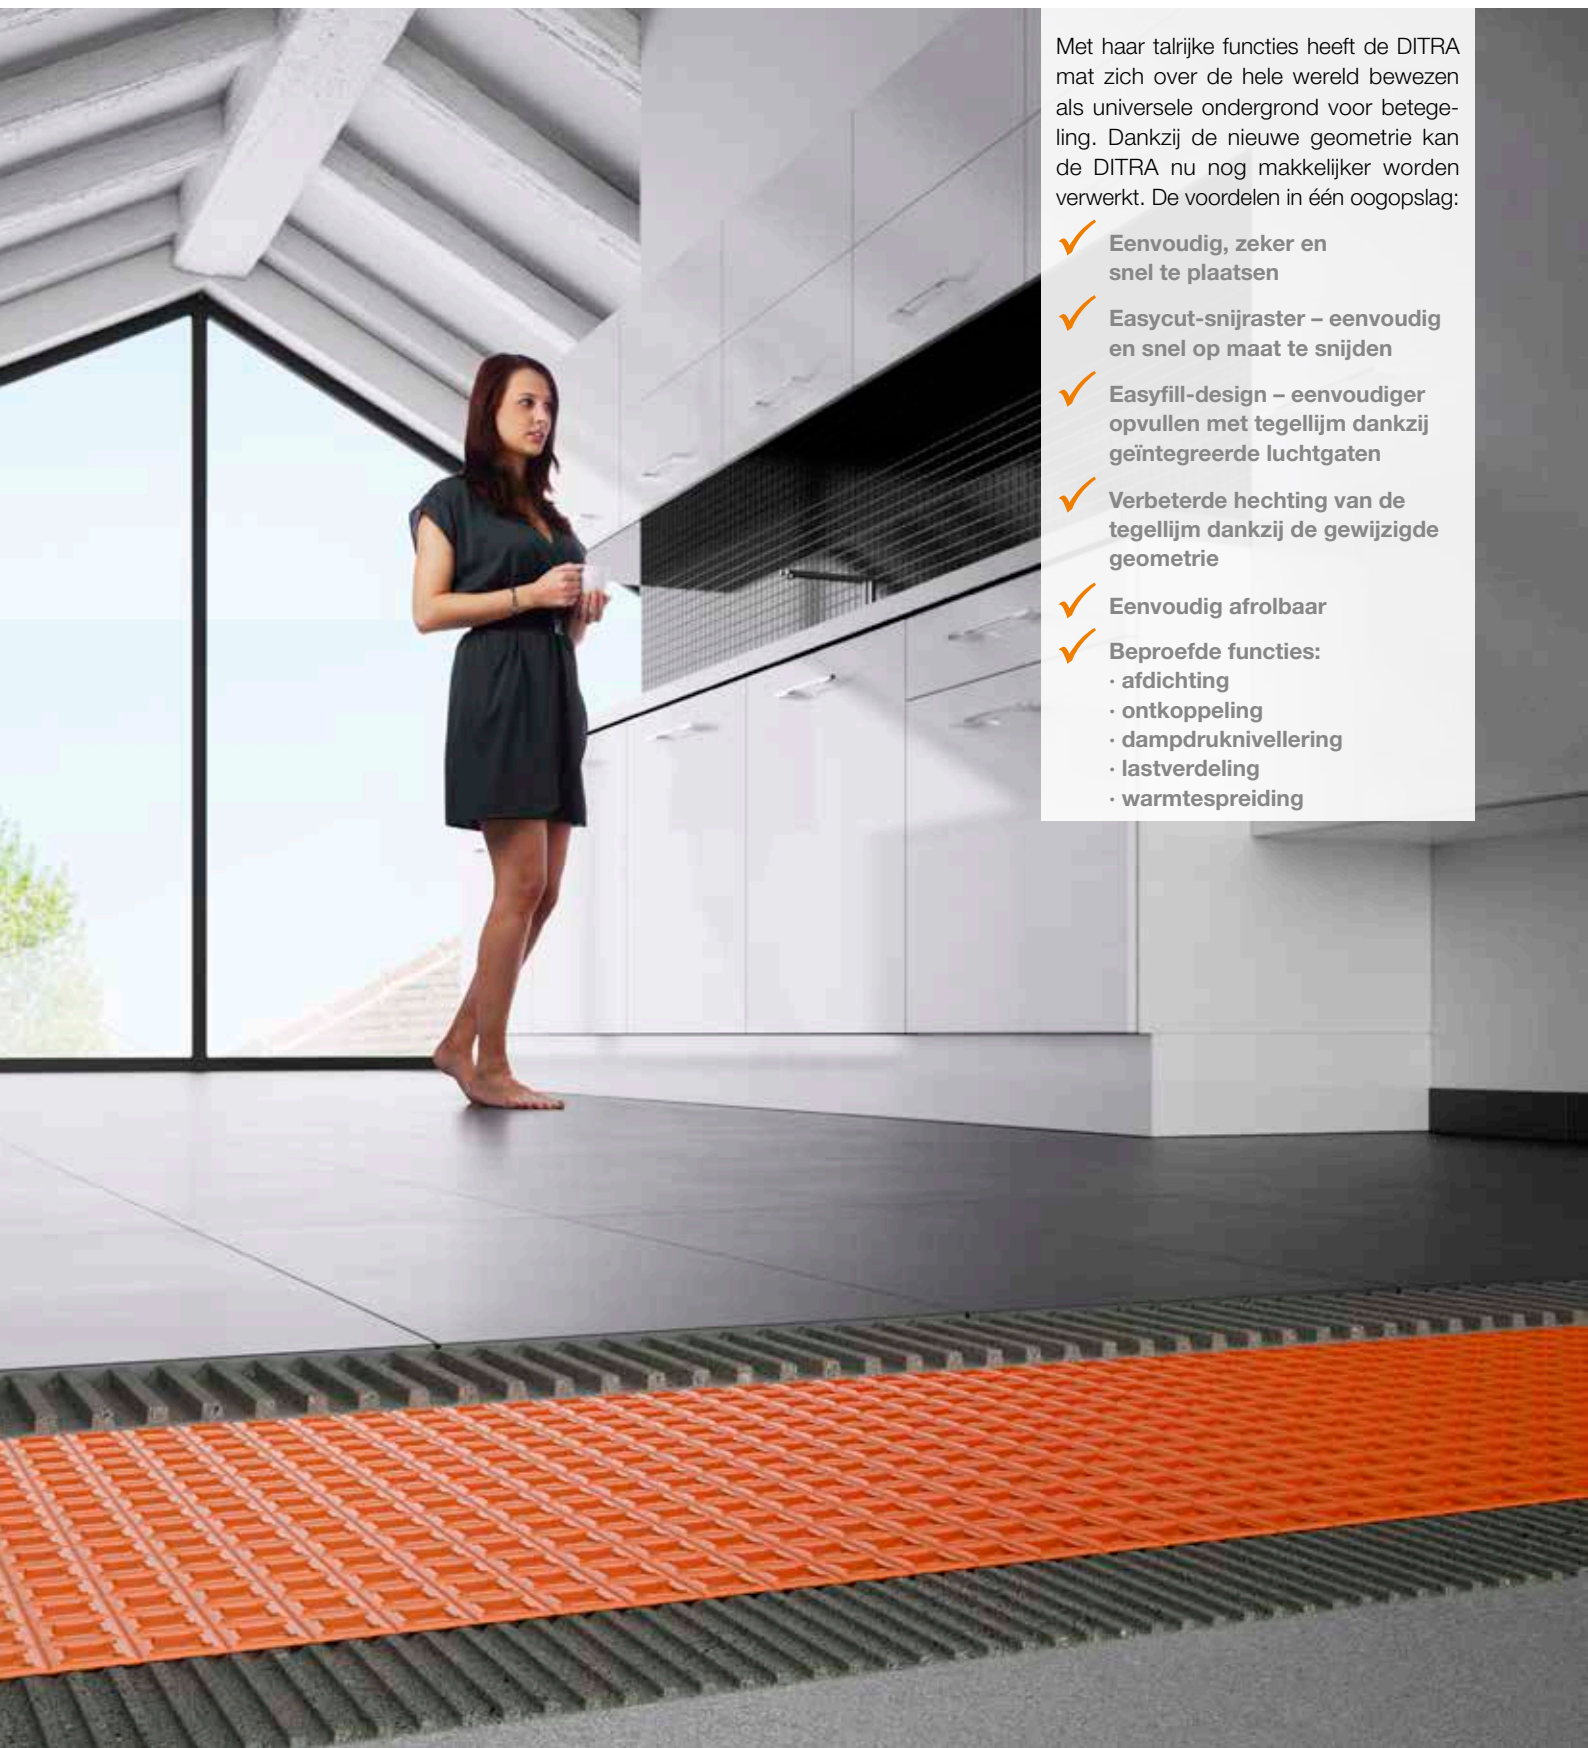 Met haar talrijke functies heeft de DITRA
mat zich over de hele wereld bewezen
als universele ondergrond voor betege-
ling. Dankzij de nieuwe geometrie kan
de DITRA nu nog makkelijker worden
verwerkt. De voordelen in één oogopslag:
Eenvoudig, zeker en
snel te plaatsen
Easycut-snijraster – eenvoudig
en snel op maat te snijden
Easyfill-design – eenvoudiger
opvullen met tegellijm dankzij
geïntegreerde luchtgaten
Verbeterde hechting van de
tegellijm dankzij de gewijzigde
geometrie
Eenvoudig afrolbaar
Beproefde functies:
· afdichting
· ontkoppeling
· dampdruknivellering
· lastverdeling
· warmtespreiding